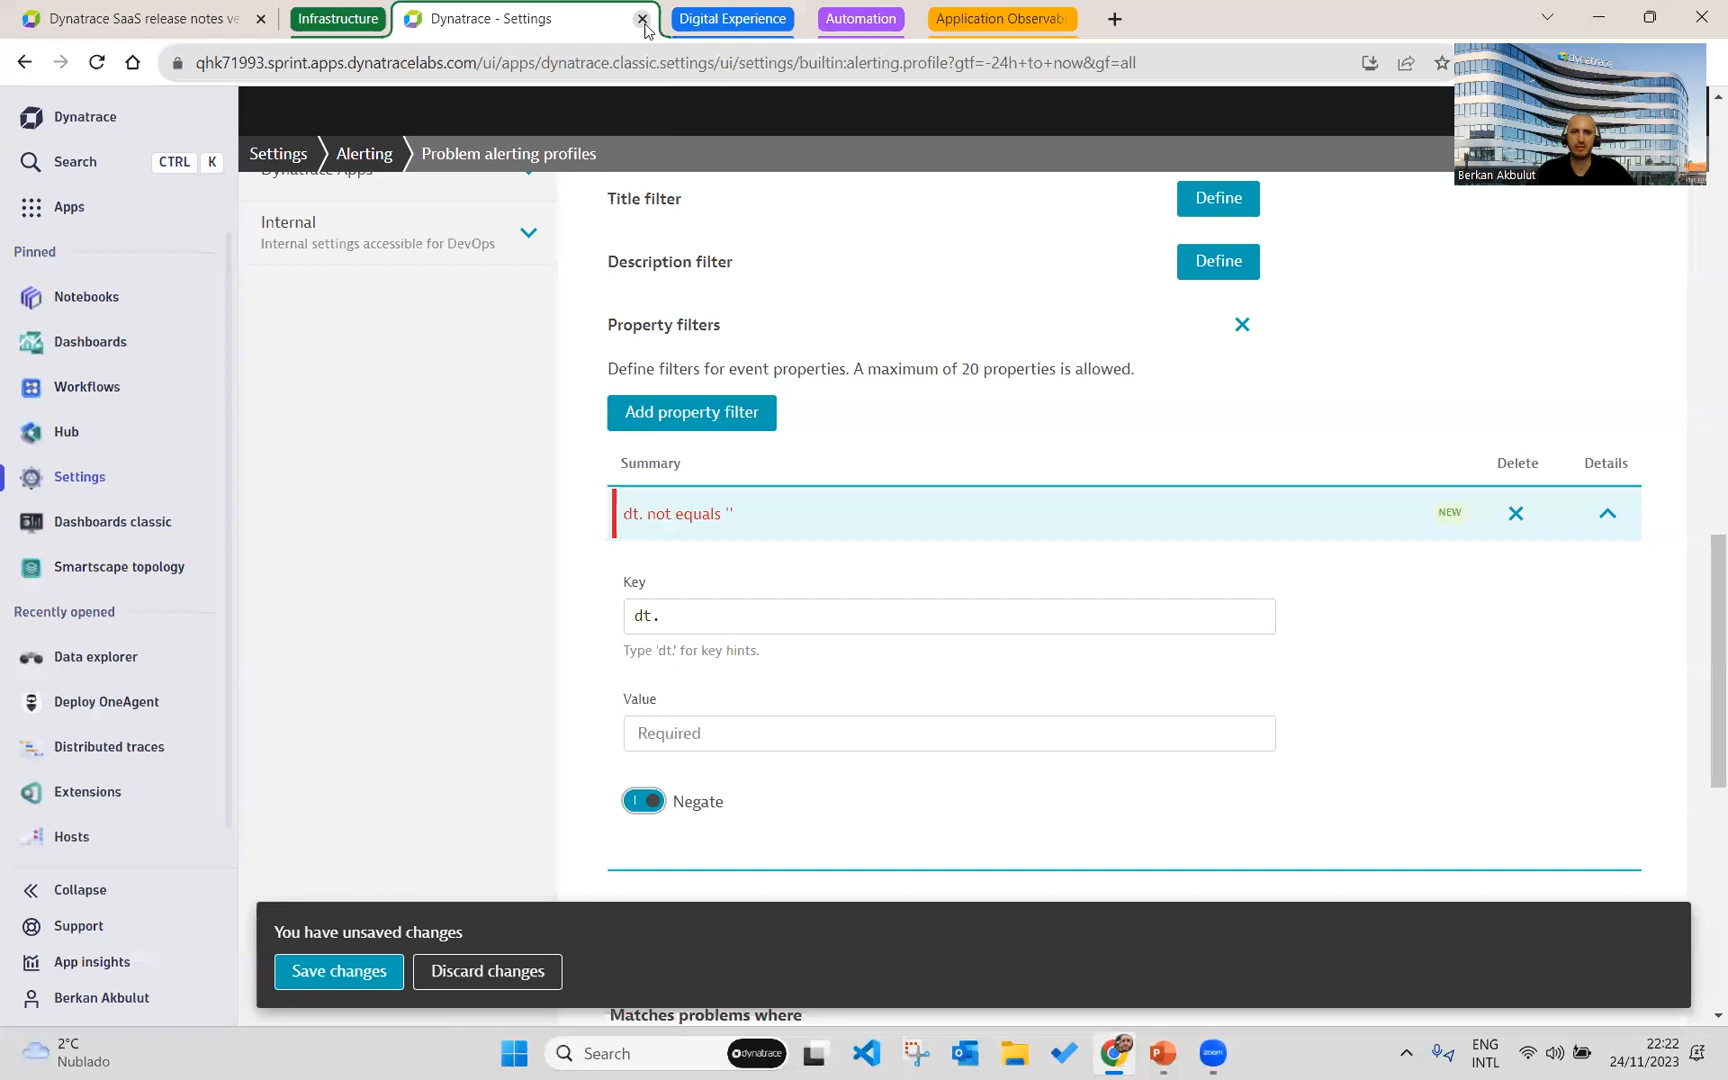 Dynatrace SaaS release notes ve
Infrastructure
Dynatrace - Settings
Digital Experience
Automation
Application Observab
qhk71993.sprint.apps.dynatracelabs.com/ui/apps/dynatrace.classic.settings/ui/settings/builtin:alerting.profile?gtf=-24h+to+now&gf=all
dynatrace
Berkan Akbulut
Dynatrace
Search
CTRL
K
Apps
Pinned
Notebooks
Dashboards
Workflows
Hub
Settings
Dashboards classic
Smartscape topology
Recently opened
Data explorer
Deploy OneAgent
Distributed traces
Extensions
Hosts
Collapse
Support
App insights
Berkan Akbulut
Settings
Alerting
Problem alerting profiles
Dynatrace Apps
Internal
Internal settings accessible for DevOps
Title filter
Define
Description filter
Define
Property filters
Define filters for event properties. A maximum of 20 properties is allowed.
Add property filter
Summary
Delete
Details
dt. not equals ''
NEW
Key
dt.
Type 'dt.' for key hints.
Value
Required
Negate
You have unsaved changes
Save changes
Discard changes
Matches problems where
2°C
Nublado
Search
dynatrace
zoom
ENG
INTL
22:22
24/11/2023